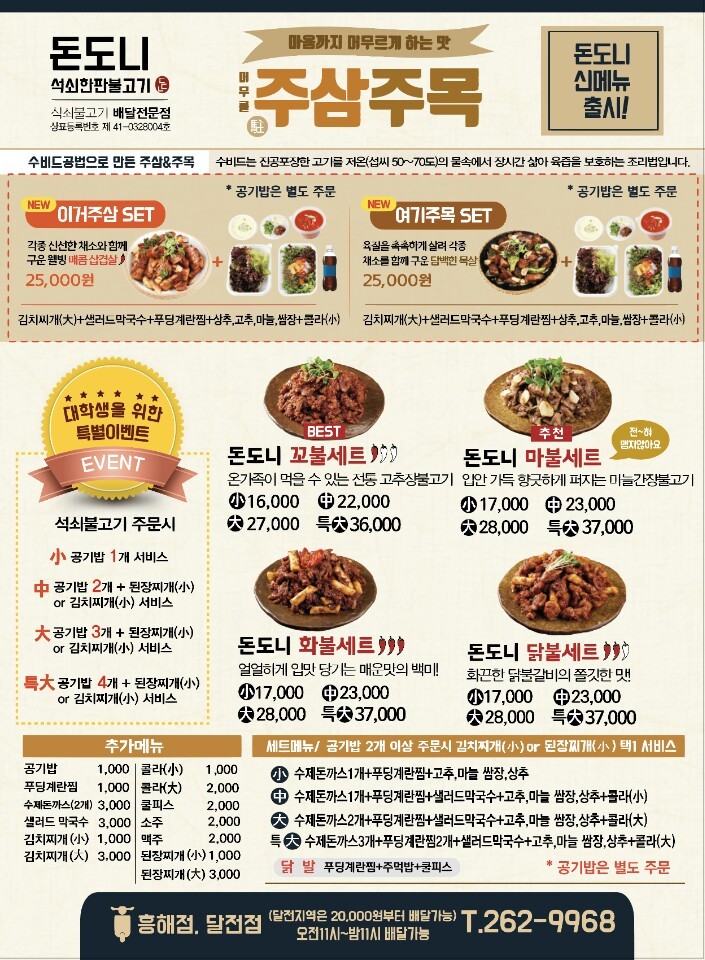 돈도니
석쇠한판불고기
석쇠불고기 배달전문점
상표등록번호 제 41-0328004호
마음까지 머무르게 하는 맛
머무를
駐
주삼주목
돈도니
신메뉴
출시!
수비드공법으로 만든 주삼&주목
수비드는 진공포장한 고기를 저온(섭씨 50~70도)의 물속에서 장시간 삶아 육즙을 보호하는 조리법입니다.
* 공기밥은 별도 주문
NEW 이거주삼 SET
각종 신선한 채소와 함께
구운 웰빙 매콤 삼겹살
25,000원
김치찌개(大)+샐러드막국수+푸딩계란찜+상추,고추,마늘,쌈장+콜라(小)
* 공기밥은 별도 주문
NEW 여기주목 SET
육질을 촉촉하게 살려 각종
채소를 함께 구운 담백한 목살
25,000원
김치찌개(大)+샐러드막국수+푸딩계란찜+상추,고추,마늘,쌈장+콜라(小)
대학생을 위한
특별이벤트
EVENT
석쇠불고기 주문시
小 공기밥 1개 서비스
中 공기밥 2개 + 된장찌개(小)
or 김치찌개(小) 서비스
大 공기밥 3개 + 된장찌개(小)
or 김치찌개(小) 서비스
특大 공기밥 4개 + 된장찌개(小)
or 김치찌개(小) 서비스
BEST
돈도니 꼬불세트
온가족이 먹을 수 있는 전통 고추장불고기
小 16,000 中 22,000
大 27,000 특大 36,000
추천
전~혀
맵지않아요
돈도니 마불세트
입안 가득 향긋하게 퍼지는 마늘간장불고기
小 17,000 中 23,000
大 28,000 특大 37,000
돈도니 화불세트
얼얼하게 입맛 당기는 매운맛의 백미!
小 17,000 中 23,000
大 28,000 특大 37,000
돈도니 닭불세트
화끈한 닭불갈비의 쫄깃한 맛!
小 17,000 中 23,000
大 28,000 특大 37,000
추가메뉴
공기밥 1,000
푸딩계란찜 1,000
수제돈까스(2개) 3,000
샐러드 막국수 3,000
김치찌개(小) 1,000
김치찌개(大) 3,000
콜라(小) 1,000
콜라(大) 2,000
쿨피스 2,000
소주 2,000
맥주 2,000
된장찌개(小) 1,000
된장찌개(大) 3,000
세트메뉴/ 공기밥 2개 이상 주문시 김치찌개(小) or 된장찌개(小) 택1 서비스
小 수제돈까스1개+푸딩계란찜+고추,마늘 쌈장,상추
中 수제돈까스1개+푸딩계란찜+샐러드막국수+고추,마늘 쌈장,상추+콜라(小)
大 수제돈까스2개+푸딩계란찜+샐러드막국수+고추,마늘 쌈장,상추+콜라(大)
특大 수제돈까스3개+푸딩계란찜2개+샐러드막국수+고추,마늘 쌈장,상추+콜라(大)
닭 발 푸딩계란찜+주먹밥+쿨피스
* 공기밥은 별도 주문
흥해점, 달전점
(달전지역은 20,000원부터 배달가능)
오전11시~밤11시 배달가능
T.262-9968